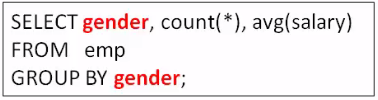 SELECT gender, count(*), avg(salary)
FROM emp
GROUP BY gender;